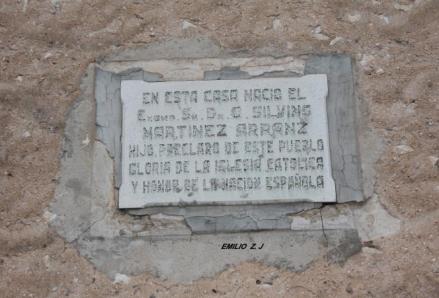 EN ESTA CASA NACIO EL
EXCMO. SR. DR. D. SILVINO
MARTINEZ ARRANZ
HIJO PRECLARO DE ESTE PUEBLO
GLORIA DE LA IGLESIA CATOLICA
Y HONOR DE LA NACION ESPAÑOLA
EMILIO Z. J